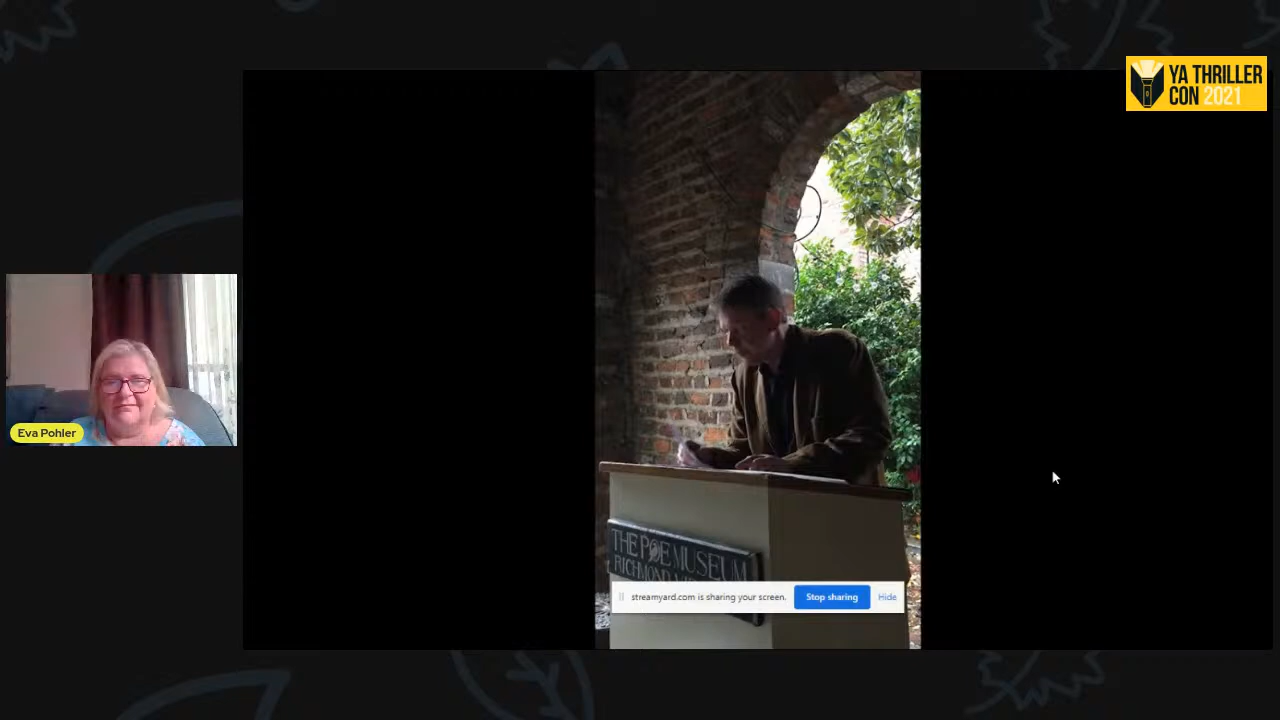 YA THRILLER
CON 2021
Eva Pohler
THE POE MUSEUM
streamyard.com is sharing your screen.
Stop sharing
Hide